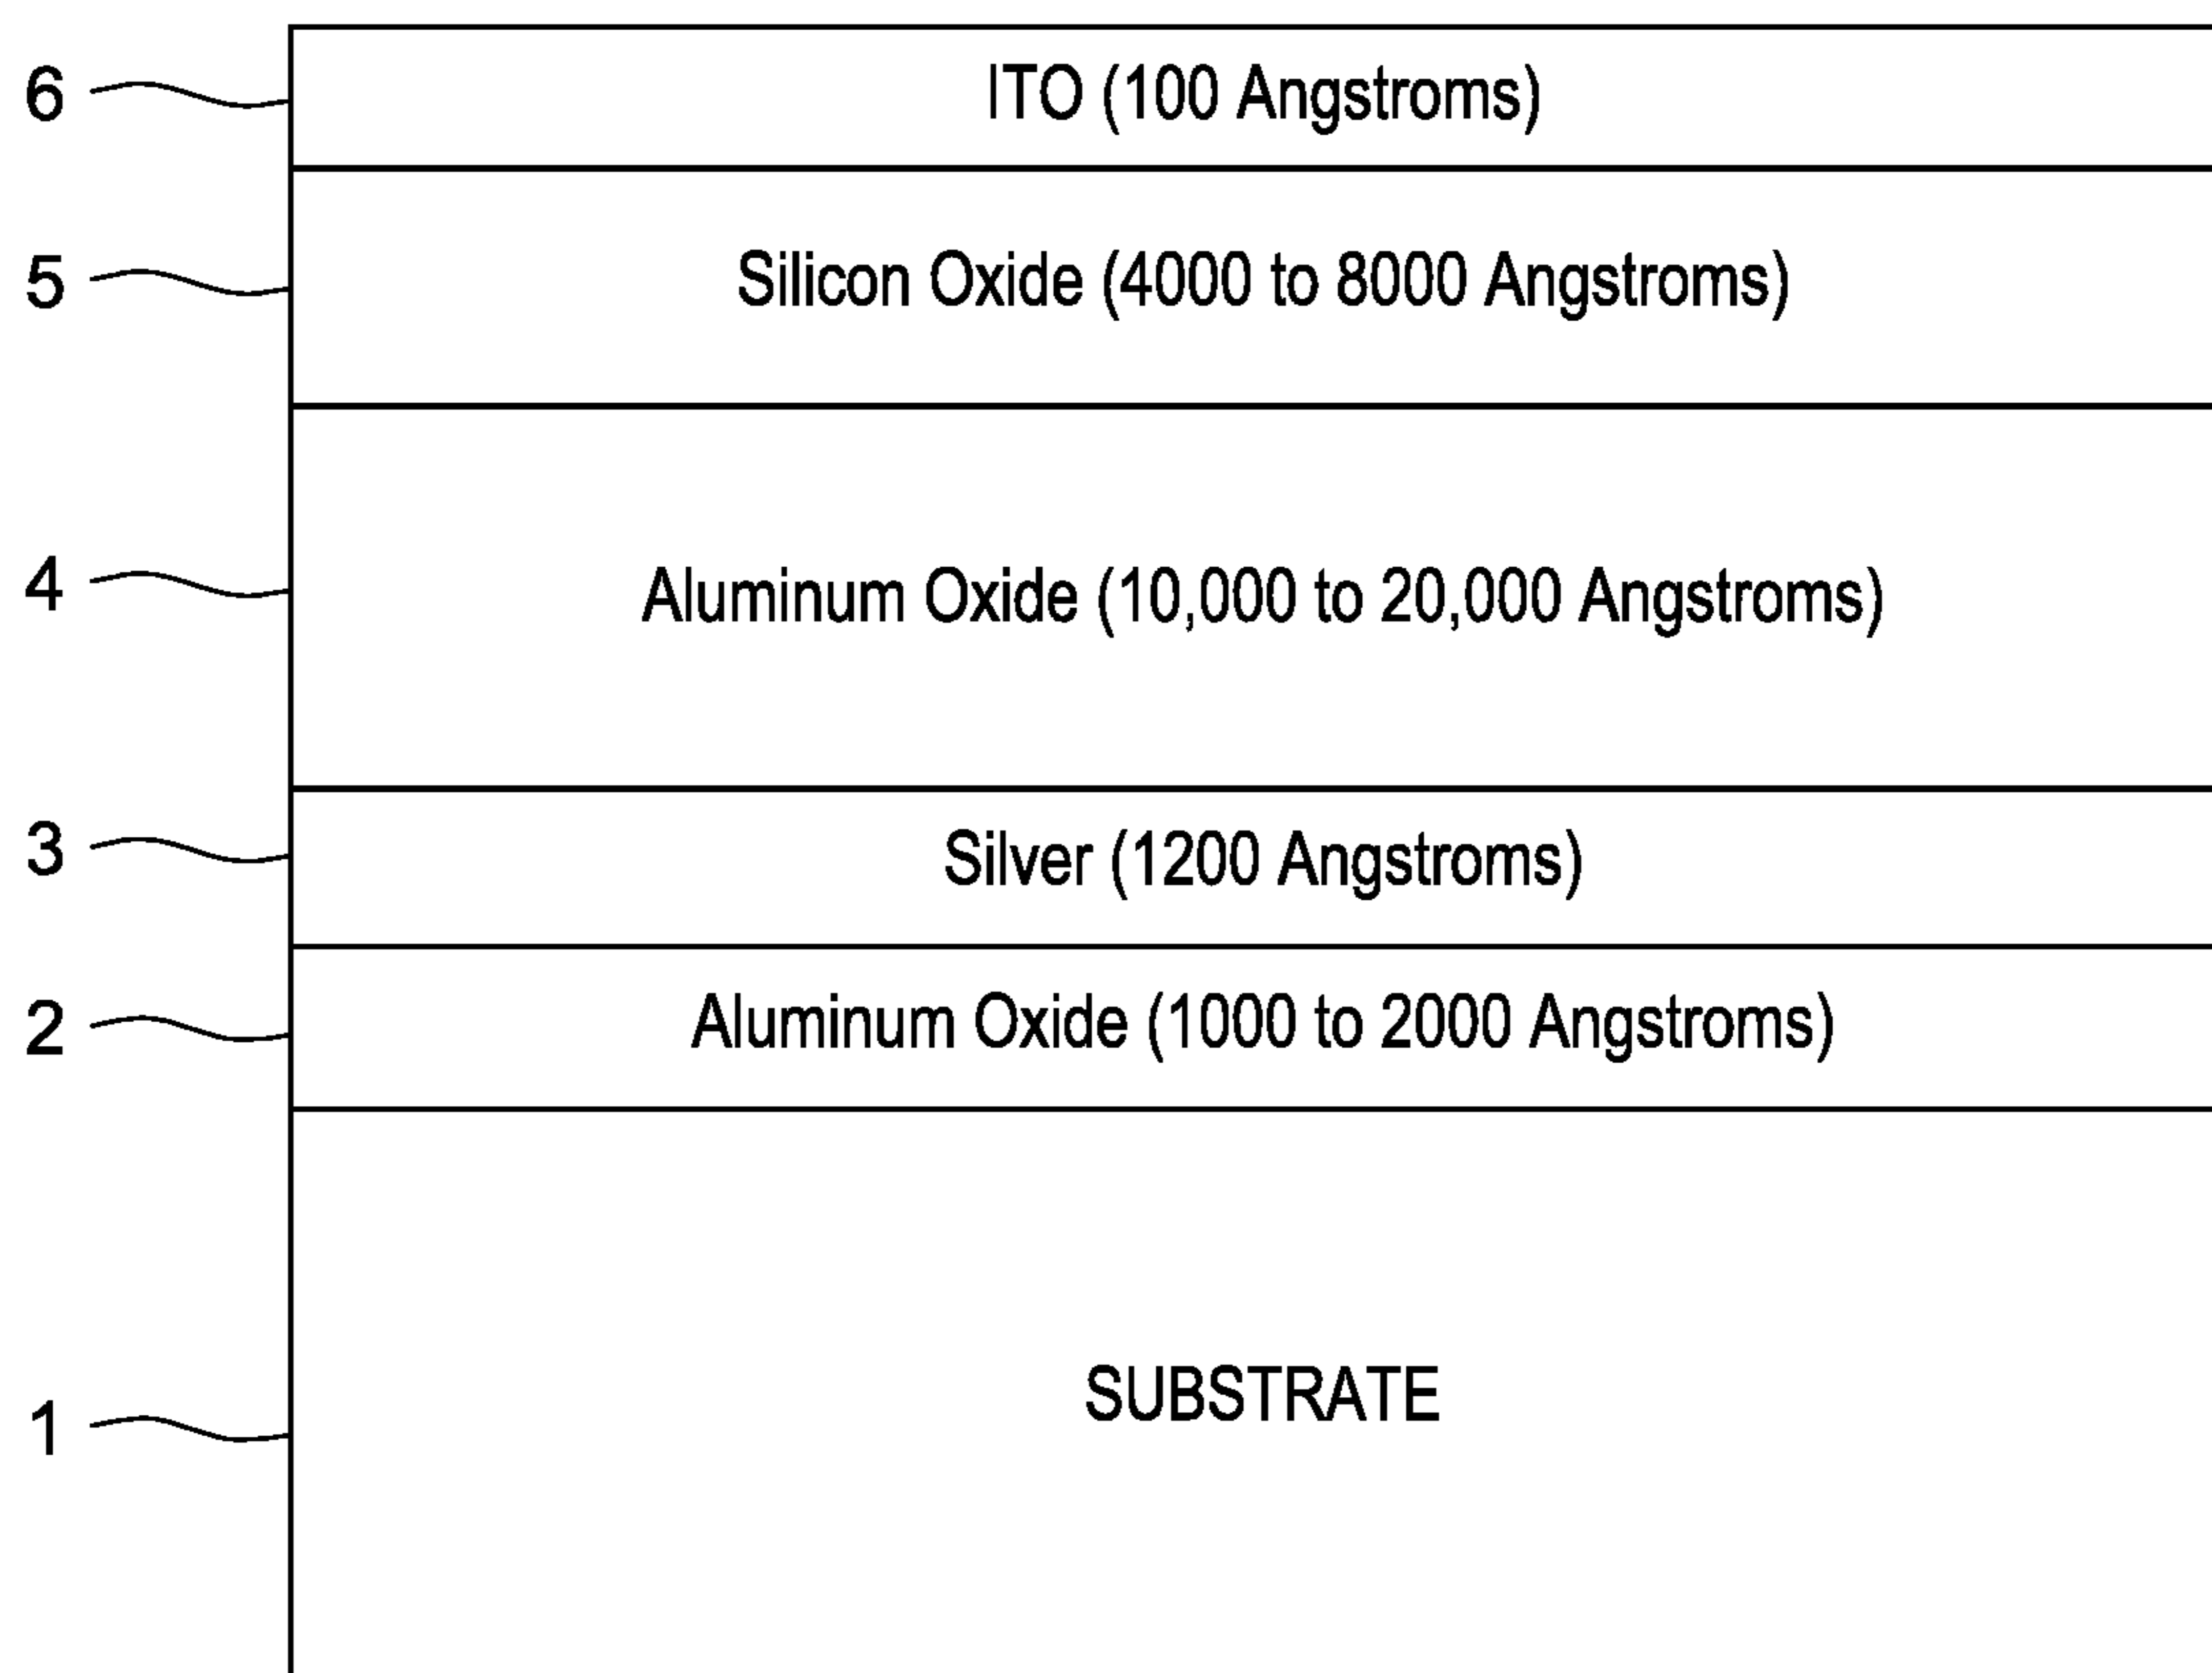 6 ITO (100 Angstroms)
5 Silicon Oxide (4000 to 8000 Angstroms)
4 Aluminum Oxide (10,000 to 20,000 Angstroms)
3 Silver (1200 Angstroms)
2 Aluminum Oxide (1000 to 2000 Angstroms)
1 SUBSTRATE